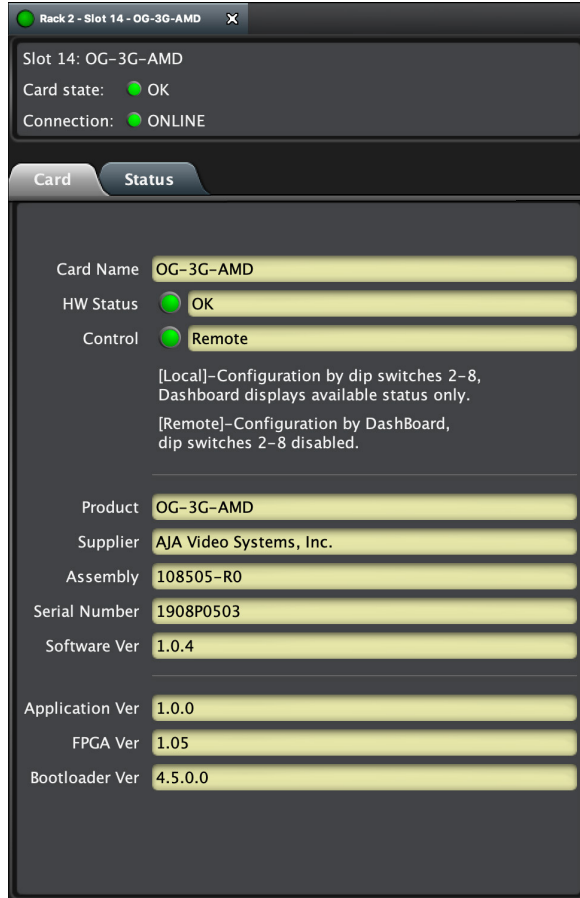 Rack 2 - Slot 14 - OG-3G-AMD
Slot 14: OG-3G-AMD
Card state: OK
Connection: ONLINE
Card Status
Card Name OG-3G-AMD
HW Status OK
Control Remote
[Local]-Configuration by dip switches 2-8,
Dashboard displays available status only.
[Remote]-Configuration by DashBoard,
dip switches 2-8 disabled.
Product OG-3G-AMD
Supplier AJA Video Systems, Inc.
Assembly 108505-R0
Serial Number 1908P0503
Software Ver 1.0.4
Application Ver 1.0.0
FPGA Ver 1.05
Bootloader Ver 4.5.0.0